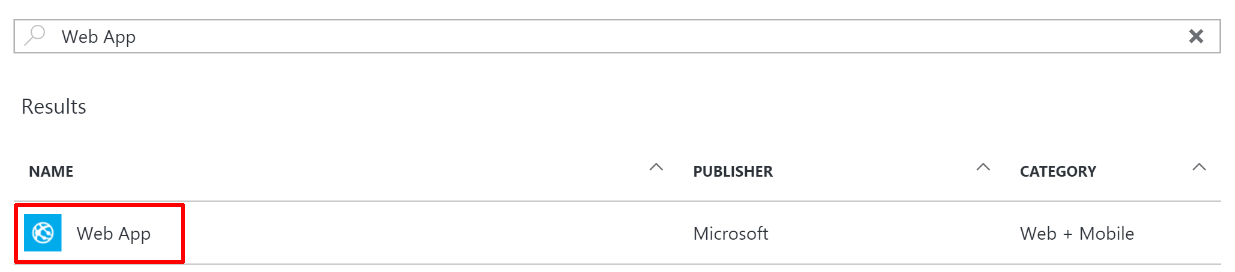 Web App
Results
NAME PUBLISHER CATEGORY
Web App Microsoft Web + Mobile